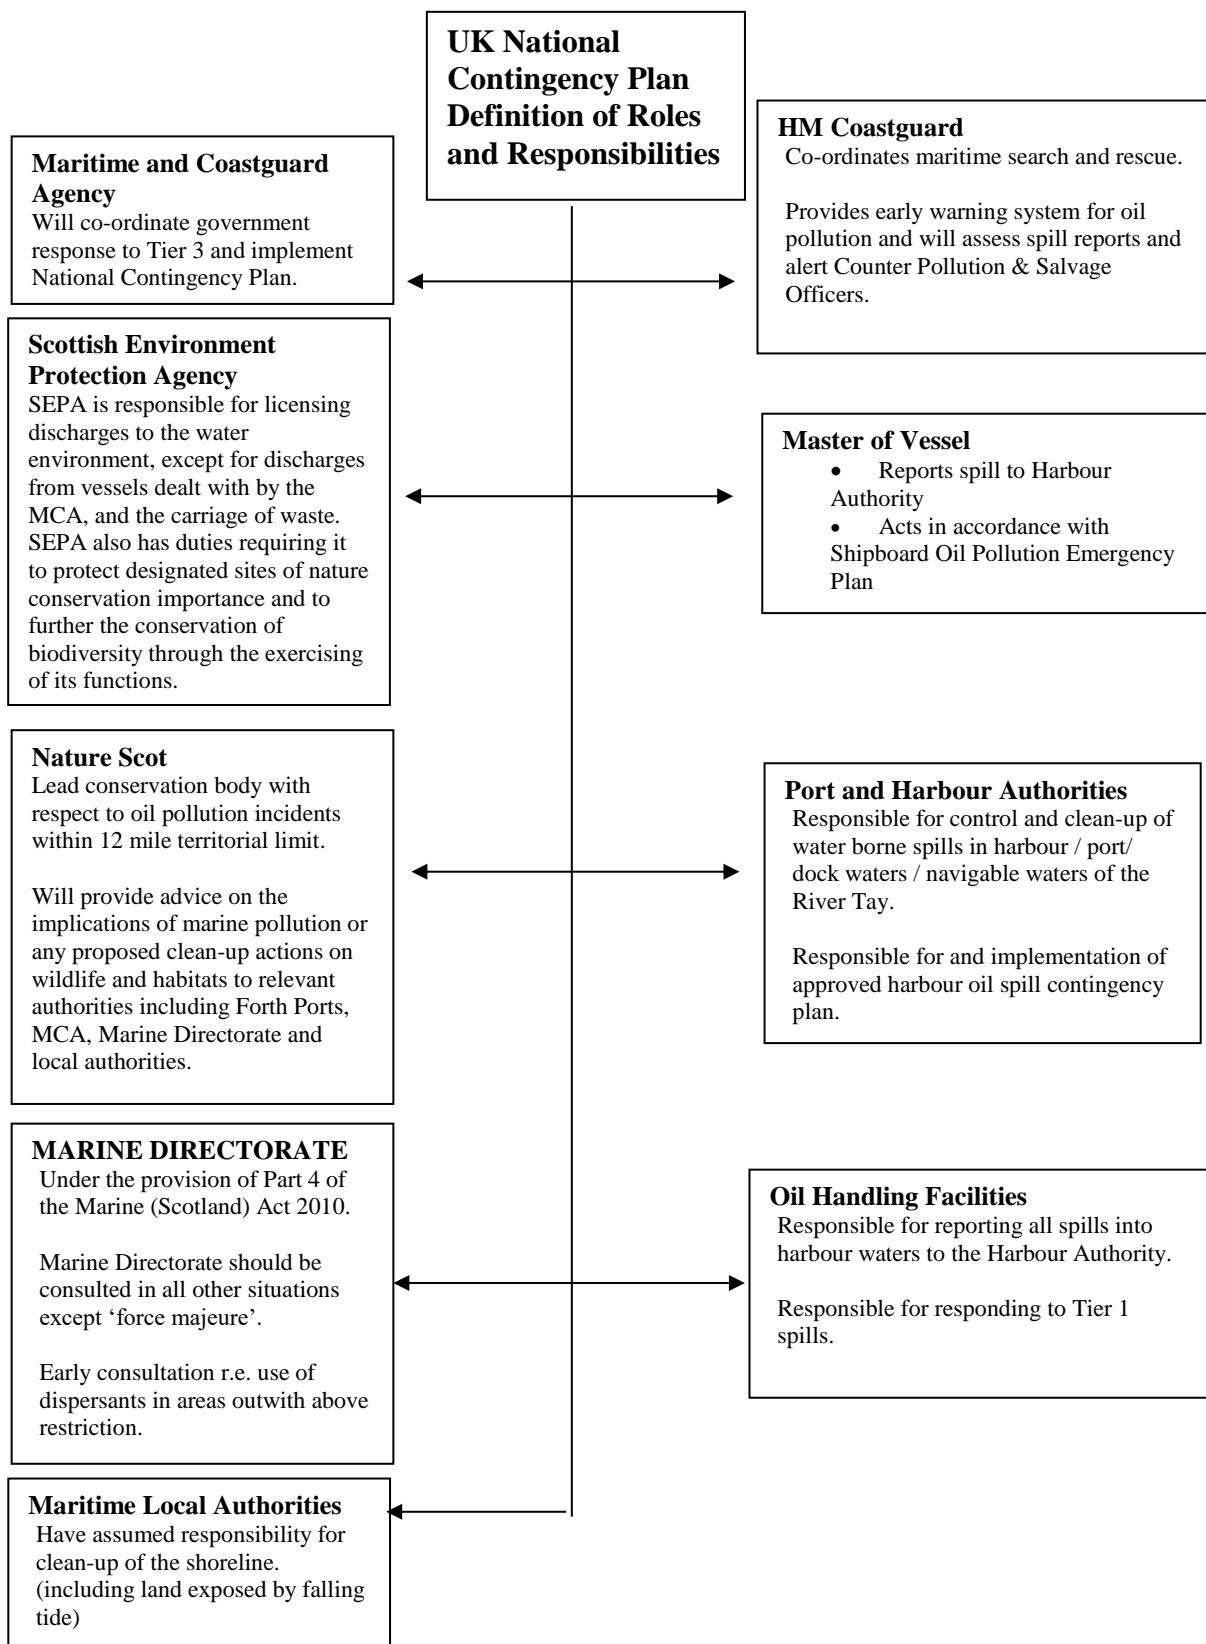 UK National
Contingency Plan
Definition of Roles
and Responsibilities
Maritime and Coastguard
Agency
Will co-ordinate government
response to Tier 3 and implement
National Contingency Plan.
HM Coastguard
Co-ordinates maritime search and rescue.
Provides early warning system for oil
pollution and will assess spill reports and
alert Counter Pollution & Salvage
Officers.
Scottish Environment
Protection Agency
SEPA is responsible for licensing
discharges to the water
environment, except for discharges
from vessels dealt with by the
MCA, and the carriage of waste.
SEPA also has duties requiring it
to protect designated sites of nature
conservation importance and to
further the conservation of
biodiversity through the exercising
of its functions.
Master of Vessel
• Reports spill to Harbour
Authority
• Acts in accordance with
Shipboard Oil Pollution Emergency
Plan
Nature Scot
Lead conservation body with
respect to oil pollution incidents
within 12 mile territorial limit.
Will provide advice on the
implications of marine pollution or
any proposed clean-up actions on
wildlife and habitats to relevant
authorities including Forth Ports,
MCA, Marine Directorate and
local authorities.
Port and Harbour Authorities
Responsible for control and clean-up of
water borne spills in harbour / port/
dock waters / navigable waters of the
River Tay.
Responsible for and implementation of
approved harbour oil spill contingency
plan.
MARINE DIRECTORATE
Under the provision of Part 4 of
the Marine (Scotland) Act 2010.
Marine Directorate should be
consulted in all other situations
except ‘force majeure’.
Early consultation r.e. use of
dispersants in areas outwith above
restriction.
Oil Handling Facilities
Responsible for reporting all spills into
harbour waters to the Harbour Authority.
Responsible for responding to Tier 1
spills.
Maritime Local Authorities
Have assumed responsibility for
clean-up of the shoreline.
(including land exposed by falling
tide)